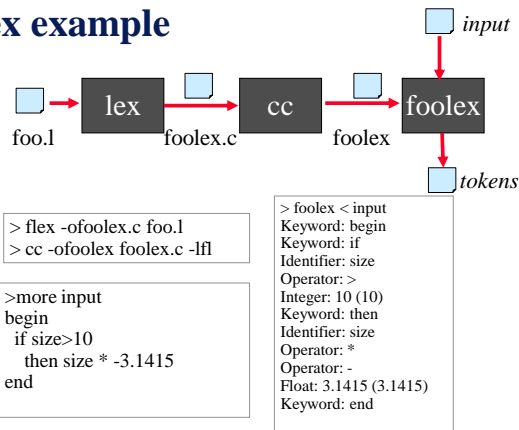 ex example
input
lex
cc
foolex
foo.l
foolex.c
foolex
tokens
> flex -ofoolex.c foo.l
> cc -ofoolex foolex.c -lfl
>more input
begin
if size>10
then size * -3.1415
end
> foolex < input
Keyword: begin
Keyword: if
Identifier: size
Operator: >
Integer: 10 (10)
Keyword: then
Identifier: size
Operator: *
Operator: -
Float: 3.1415 (3.1415)
Keyword: end